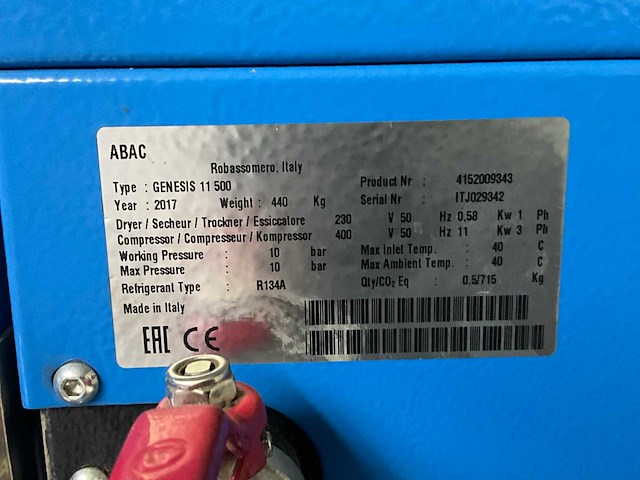 ABAC
Robassomero, Italy
Type : GENESIS 11 500 Product Nr : 4152009343
Year : 2017 Weight : 440 Kg Serial Nr : ITJ029342
Dryer / Secheur / Trockner / Essiccatore 230 V 50 Hz 0,58 Kw 1 Ph
Compressor / Compresseur / Kompressor 400 V 50 Hz 11 Kw 3 Ph
Working Pressure : 10 bar Max Inlet Temp. : 40 C
Max Pressure : 10 bar Max Ambient Temp. : 40 C
Refrigerant Type : R134A Qty/CO₂ Eq : 0,5/715 Kg
Made in Italy
EAC CE